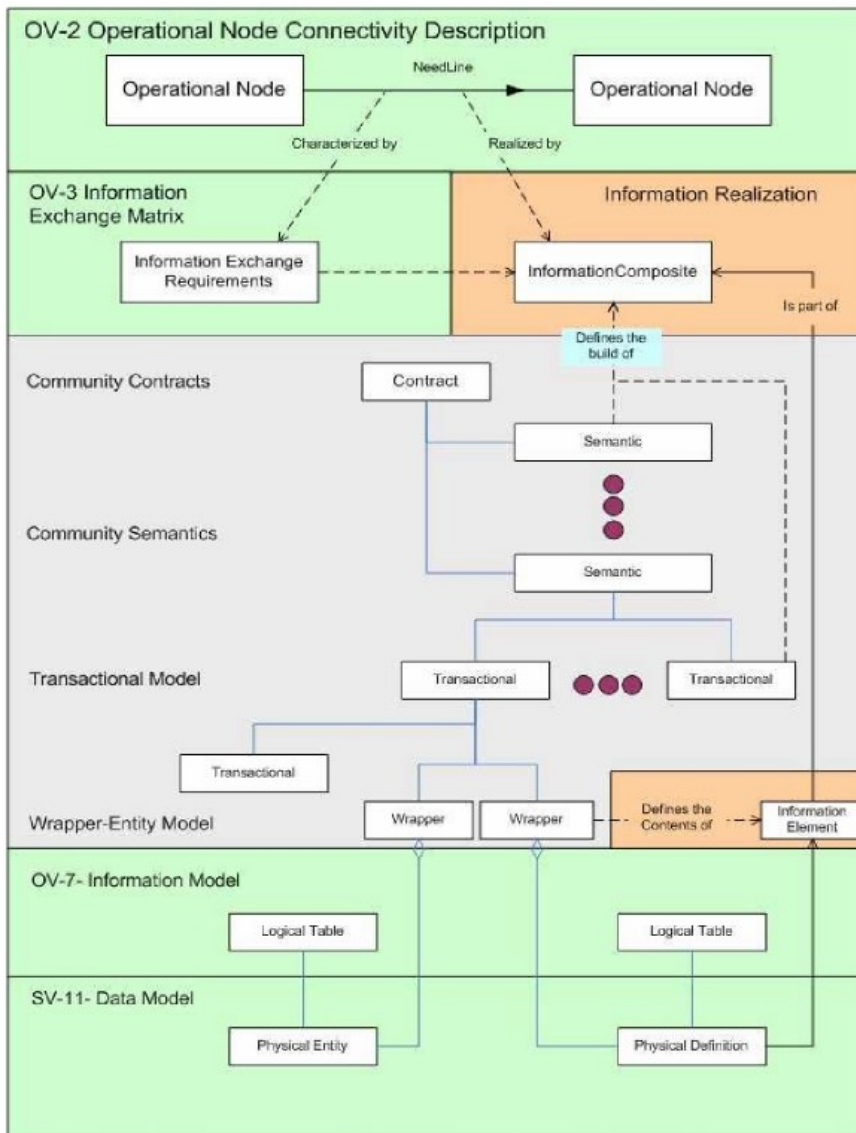 OV-2 Operational Node Connectivity Description
NeedLine
Operational Node
Operational Node
Characterized by
Realized by
OV-3 Information
Exchange Matrix
Information Realization
Information Exchange
Requirements
InformationComposite
Is part of
Defines the
build of
Community Contracts
Contract
Semantic
Community Semantics
Semantic
Transactional Model
Transactional
Transactional
Transactional
Wrapper-Entity Model
Wrapper
Wrapper
Defines the
Contents of
Information
Element
OV-7- Information Model
Logical Table
Logical Table
SV-11- Data Model
Physical Entity
Physical Definition